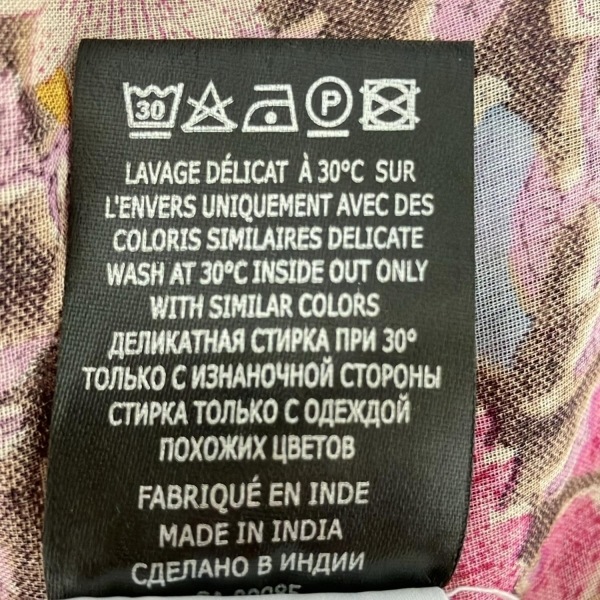 30 P
LAVAGE DÉLICAT À 30°C SUR
L'ENVERS UNIQUEMENT AVEC DES
COLORIS SIMILAIRES DELICATE
WASH AT 30°C INSIDE OUT ONLY
WITH SIMILAR COLORS
ДЕЛИКАТНАЯ СТИРКА ПРИ 30°
ТОЛЬКО С ИЗНАНОЧНОЙ СТОРОНЫ
СТИРКА ТОЛЬКО С ОДЕЖДОЙ
ПОХОЖИХ ЦВЕТОВ
FABRIQUÉ EN INDE
MADE IN INDIA
СДЕЛАНО В ИНДИИ